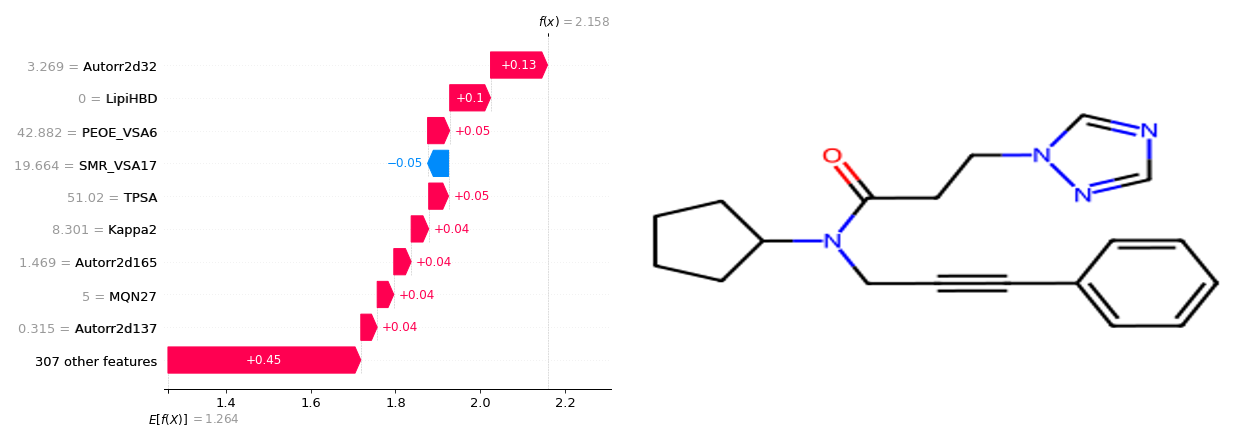 f(x) = 2.158
3.269 = Autorr2d32
+0.13
0 = LipiHBD
+0.1
42.882 = PEOE_VSA6
+0.05
19.664 = SMR_VSA17
−0.05
51.02 = TPSA
+0.05
8.301 = Kappa2
+0.04
1.469 = Autorr2d165
+0.04
5 = MQN27
+0.04
0.315 = Autorr2d137
+0.04
307 other features
+0.45
1.4 1.6 1.8 2.0 2.2
E[f(X)] = 1.264
O
N
N
N
N